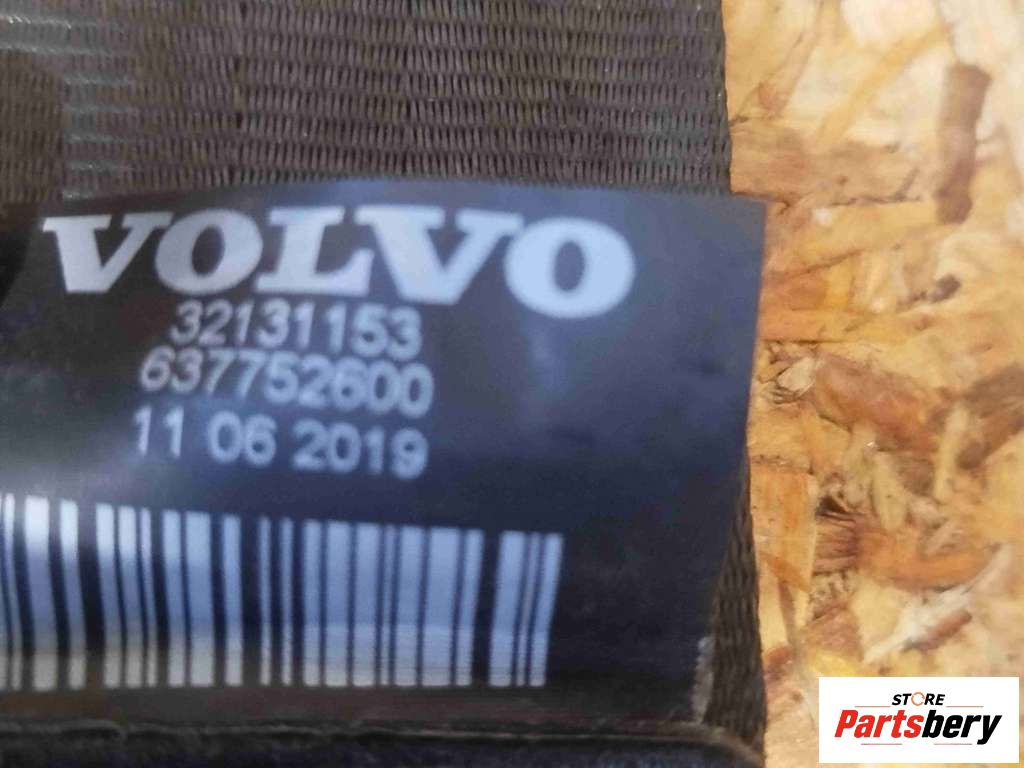 VOLVO
32131153
637752600
11 06 2019
STORE
Partsbery